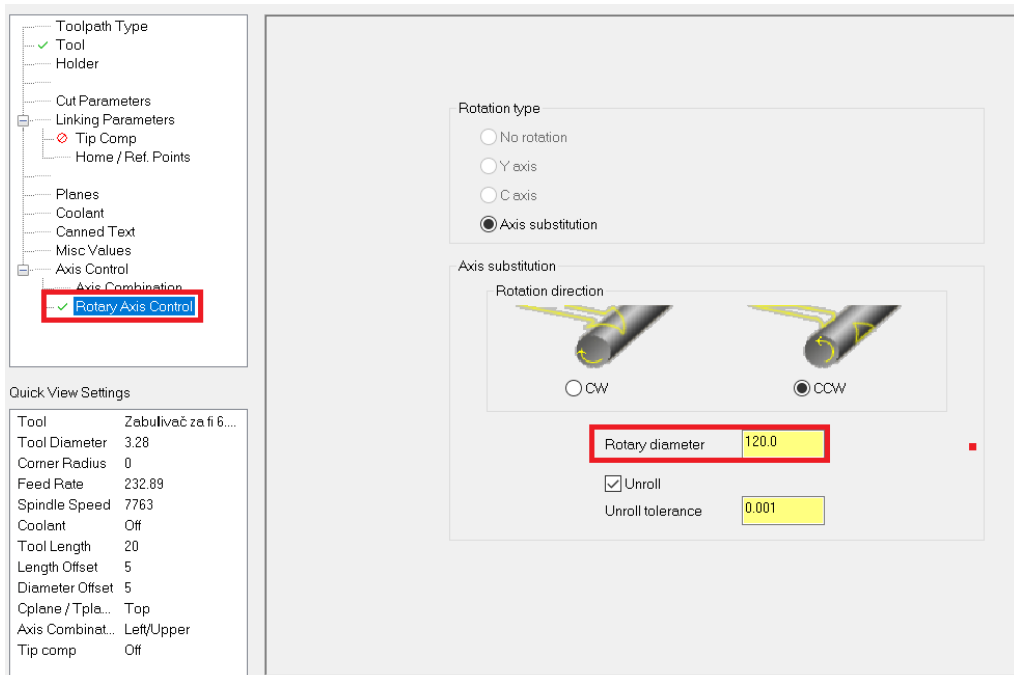 Toolpath Type
Tool
Holder
Cut Parameters
Linking Parameters
Tip Comp
Home / Ref. Points
Planes
Coolant
Canned Text
Misc Values
Axis Control
Axis Combination
Rotary Axis Control
Quick View Settings
Tool Zabulivač za fi 6....
Tool Diameter 3.28
Corner Radius 0
Feed Rate 232.89
Spindle Speed 7763
Coolant Off
Tool Length 20
Length Offset 5
Diameter Offset 5
Cplane / Tpla... Top
Axis Combinat... Left/Upper
Tip comp Off
Rotation type
No rotation
Y axis
C axis
Axis substitution
Axis substitution
Rotation direction
CW CCW
Rotary diameter 120.0
Unroll
Unroll tolerance 0.001